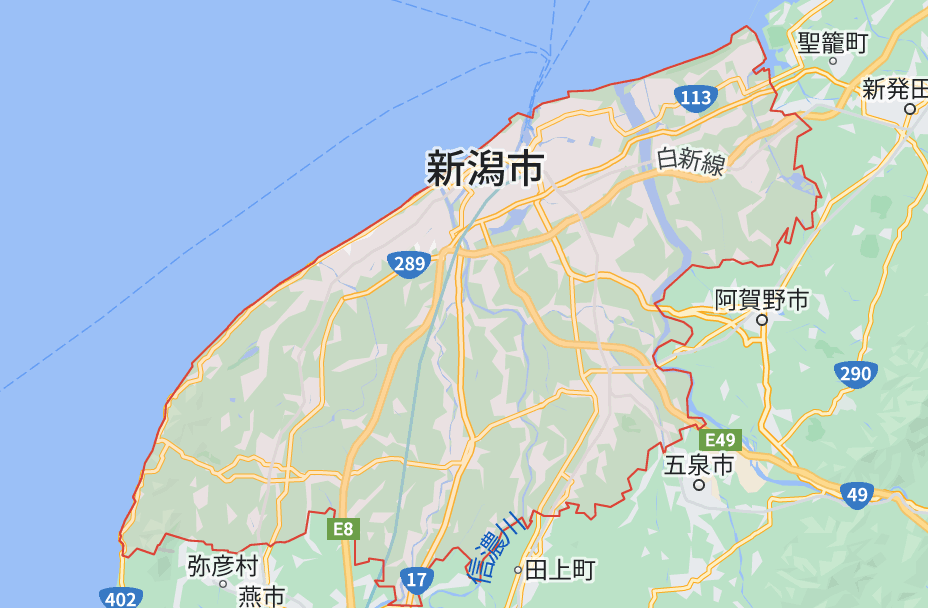 聖籠町
新発田
113
白新線
新潟市
289
阿賀野市
290
E49
五泉市
49
信濃川
E8
弥彦村
17
田上町
402
燕市